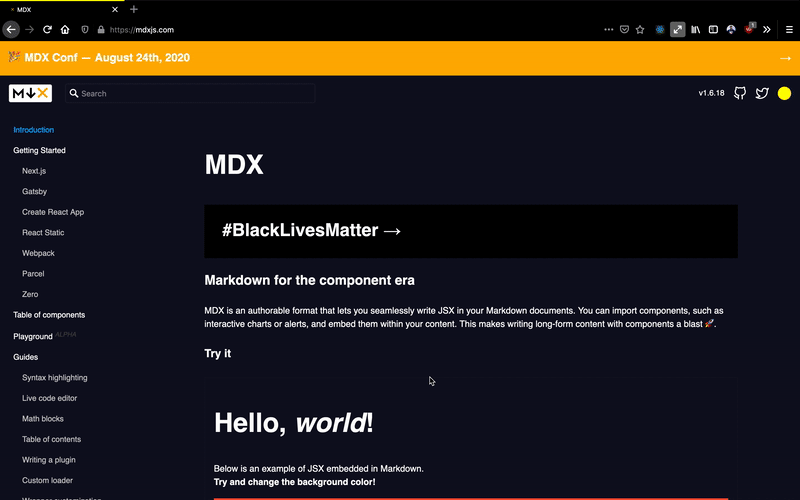 MDX
https://mdxjs.com
MDX Conf — August 24th, 2020 →
M↓X
Search
v1.6.18
Introduction
Getting Started
Next.js
Gatsby
Create React App
React Static
Webpack
Parcel
Zero
Table of components
Playground ALPHA
Guides
Syntax highlighting
Live code editor
Math blocks
Table of contents
Writing a plugin
Custom loader
Wrapper customization
MDX
#BlackLivesMatter →
Markdown for the component era
MDX is an authorable format that lets you seamlessly write JSX in your Markdown documents. You can import components, such as
interactive charts or alerts, and embed them within your content. This makes writing long-form content with components a blast 🚀.
Try it
Hello, world!
Below is an example of JSX embedded in Markdown.
Try and change the background color!